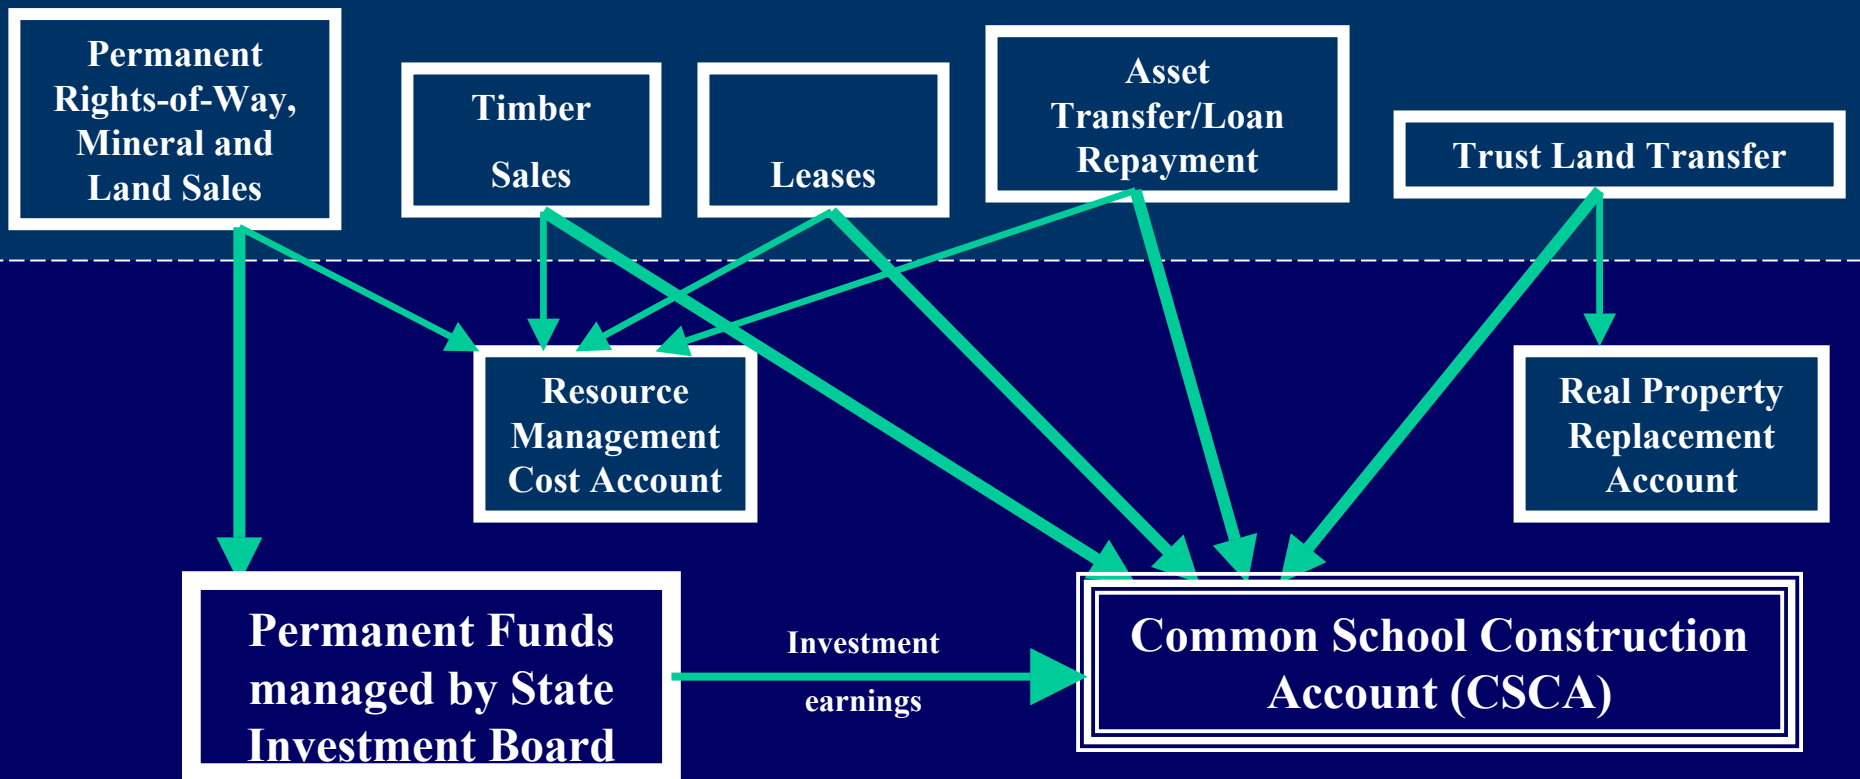 Permanent
Rights-of-Way,
Mineral and
Land Sales
Timber
Sales
Leases
Asset
Transfer/Loan
Repayment
Trust Land Transfer
Resource
Management
Cost Account
Real Property
Replacement
Account
Permanent Funds
managed by State
Investment Board
Investment
earnings
Common School Construction
Account (CSCA)